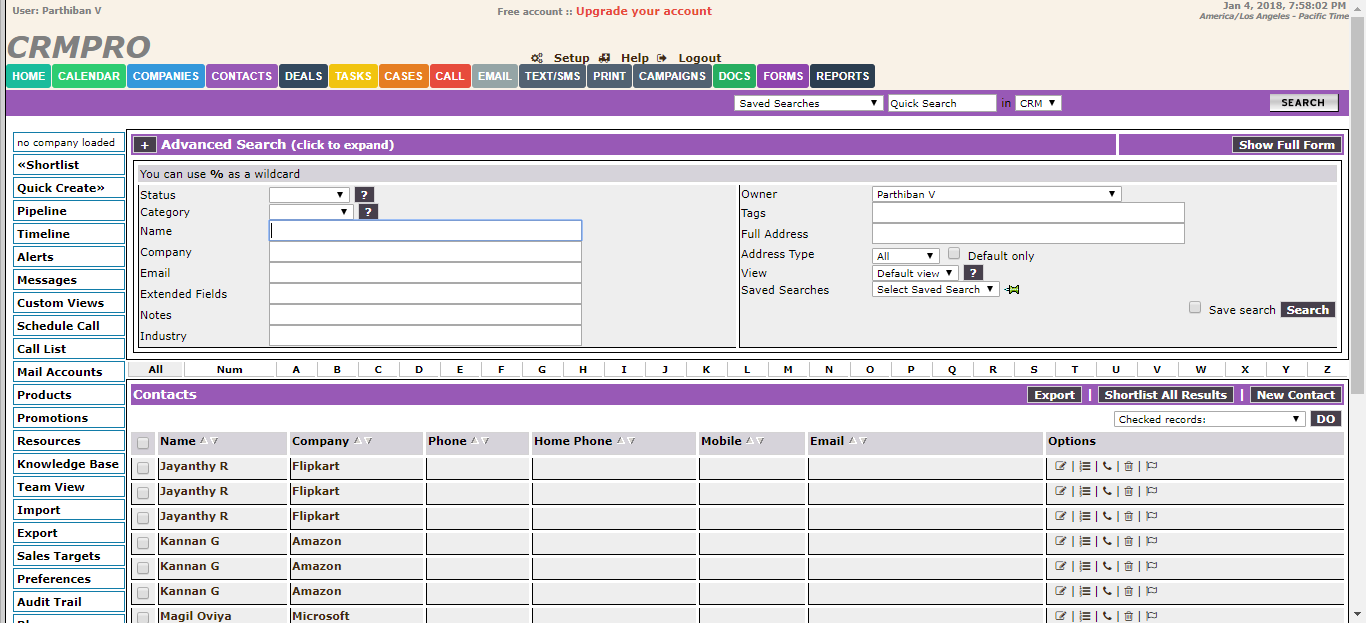 User: Parthiban V
Free account :: Upgrade your account
Jan 4, 2018, 7:58:02 PM
America/Los Angeles - Pacific Time
CRMPRO
Setup Help Logout
HOME CALENDAR COMPANIES CONTACTS DEALS TASKS CASES CALL EMAIL TEXT/SMS PRINT CAMPAIGNS DOCS FORMS REPORTS
Saved Searches Quick Search in CRM SEARCH
no company loaded
«Shortlist
Quick Create»
Pipeline
Timeline
Alerts
Messages
Custom Views
Schedule Call
Call List
Mail Accounts
Products
Promotions
Resources
Knowledge Base
Team View
Import
Export
Sales Targets
Preferences
Audit Trail
+ Advanced Search (click to expand) Show Full Form
You can use % as a wildcard
Status ?
Category ?
Name
Company
Email
Extended Fields
Notes
Industry
Owner Parthiban V
Tags
Full Address
Address Type All Default only
View Default view ?
Saved Searches Select Saved Search
Save search Search
All Num A B C D E F G H I J K L M N O P Q R S T U V W X Y Z
Contacts Export | Shortlist All Results | New Contact
Checked records: DO
Name Company Phone Home Phone Mobile Email Options
Jayanthy R Flipkart | | | |
Jayanthy R Flipkart | | | |
Jayanthy R Flipkart | | | |
Kannan G Amazon | | | |
Kannan G Amazon | | | |
Kannan G Amazon | | | |
Magil Oviya Microsoft | | | |